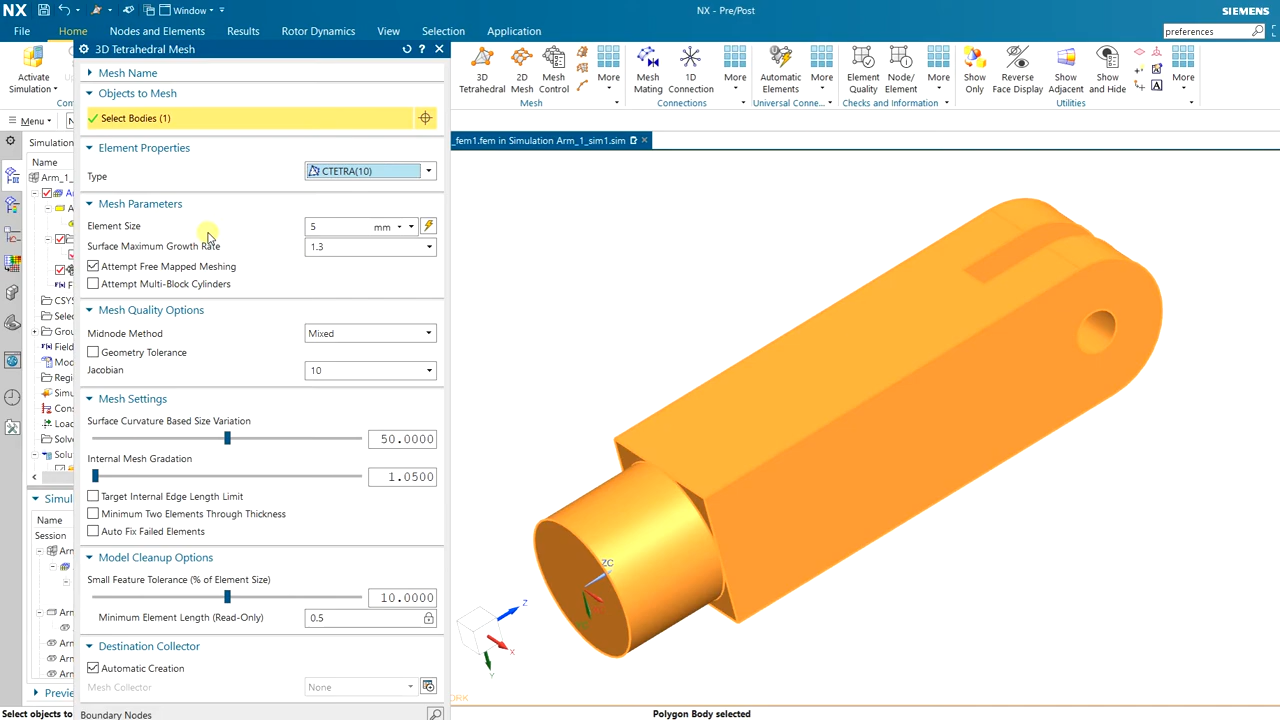 NX Window NX - Pre/Post SIEMENS
File Home Nodes and Elements Results Rotor Dynamics View Selection Application preferences
3D Tetrahedral Mesh
Activate Simulation
3D Tetrahedral
2D Mesh
Mesh Control
More
Mesh Mating
1D Connection
More
Automatic Elements
More
Element Quality
Node/ Element
More
Show Only
Reverse Face Display
Show Adjacent
Show and Hide
More
Mesh Connections Universal Conne... Checks and Information Utilities
Menu
_fem1.fem in Simulation Arm_1_sim1.sim
Simulation
Name
Arm_1_
CSYS
Selec
Grou
Field
Mod
Regi
Simu
Cons
Load
Solve
Solu
Simul
Name
Session
Arn
Arn
Arm
Arm
Arm
Previe
Mesh Name
Objects to Mesh
Select Bodies (1)
Element Properties
Type CTETRA(10)
Mesh Parameters
Element Size 5 mm
Surface Maximum Growth Rate 1.3
Attempt Free Mapped Meshing
Attempt Multi-Block Cylinders
Mesh Quality Options
Midnode Method Mixed
Geometry Tolerance
Jacobian 10
Mesh Settings
Surface Curvature Based Size Variation
50.0000
Internal Mesh Gradation
1.0500
Target Internal Edge Length Limit
Minimum Two Elements Through Thickness
Auto Fix Failed Elements
Model Cleanup Options
Small Feature Tolerance (% of Element Size)
10.0000
Minimum Element Length (Read-Only) 0.5
Destination Collector
Automatic Creation
Mesh Collector None
Boundary Nodes
ZC
Z
X
Y
ORK
Select objects to Polygon Body selected